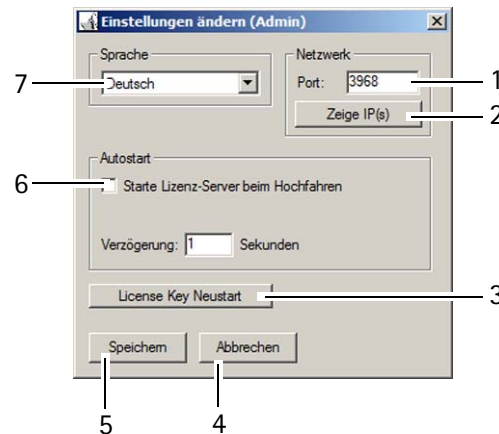 Einstellungen ändern (Admin)
Sprache
Netzwerk
7
Deutsch
Port: 3968
1
Zeige IP(s)
2
Autostart
6
Starte Lizenz-Server beim Hochfahren
Verzögerung: 1 Sekunden
License Key Neustart
3
Speichern
Abbrechen
5
4